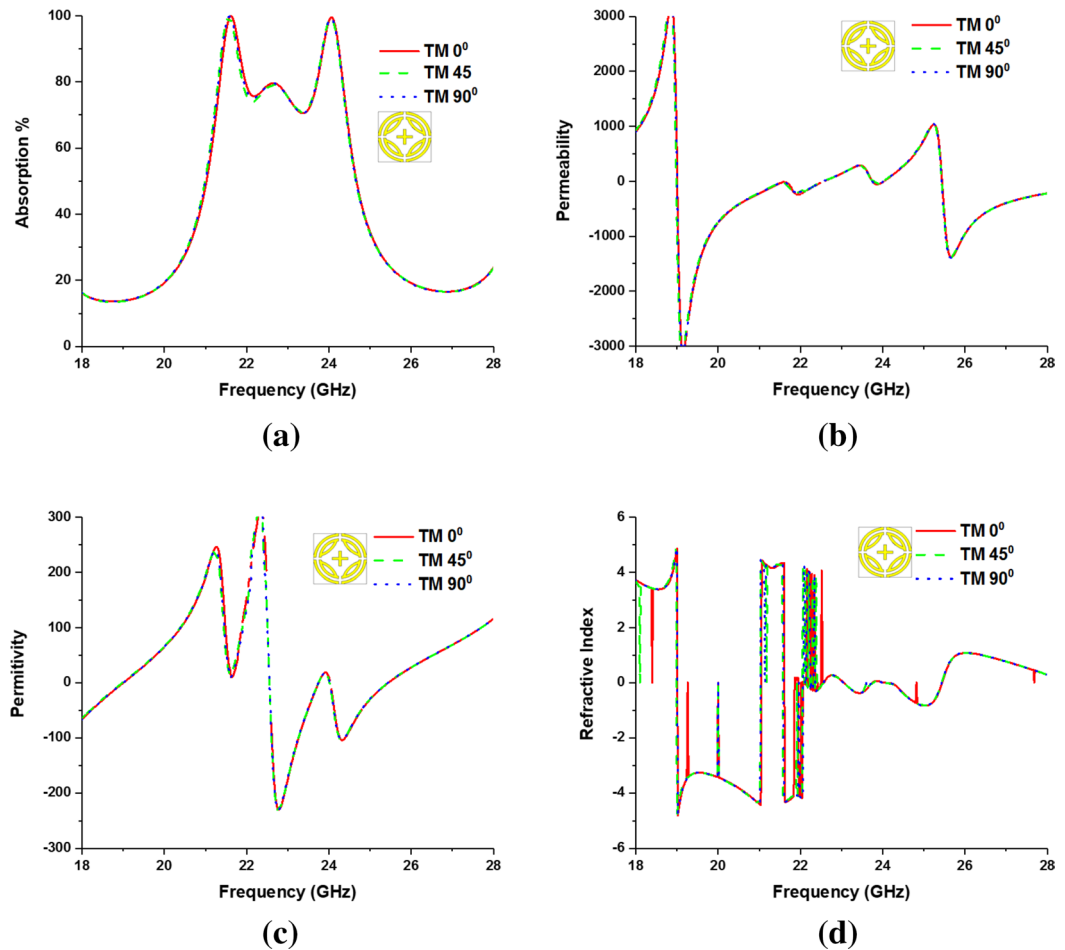 100
80
60
40
20
0
Absorption %
TM 0⁰
TM 45
TM 90⁰
18 20 22 24 26 28
Frequency (GHz)
(a)
3000
2000
1000
0
-1000
-2000
-3000
Permeability
TM 0⁰
TM 45⁰
TM 90⁰
18 20 22 24 26 28
Frequency (GHz)
(b)
300
200
100
0
-100
-200
-300
Permitivity
TM 0⁰
TM 45⁰
TM 90⁰
18 20 22 24 26 28
Frequency (GHz)
(c)
6
4
2
0
-2
-4
-6
Refractive Index
TM 0⁰
TM 45⁰
TM 90⁰
18 20 22 24 26 28
Frequency (GHz)
(d)